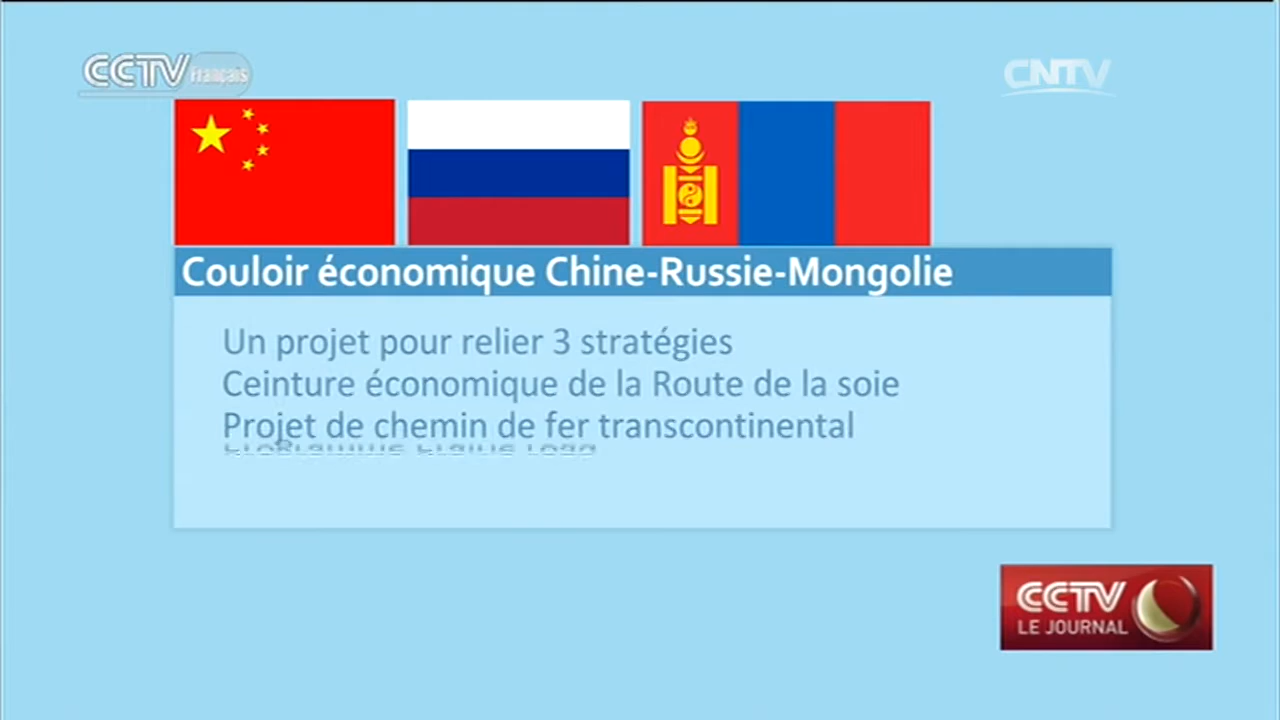 CCTV Français
CNTV
Couloir économique Chine-Russie-Mongolie
Un projet pour relier 3 stratégies
Ceinture économique de la Route de la soie
Projet de chemin de fer transcontinental
CCTV
LE JOURNAL